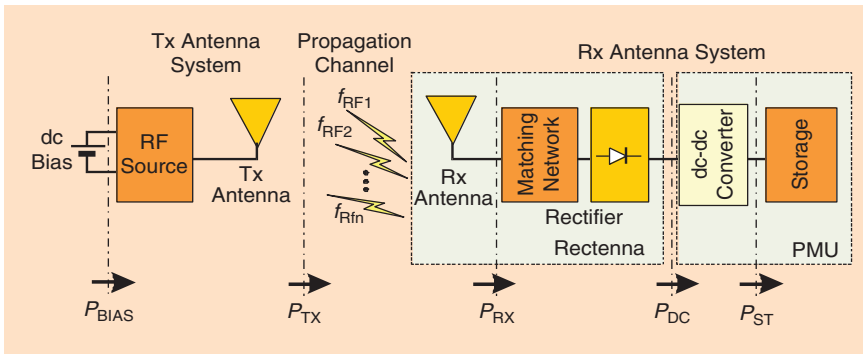 Tx Antenna
System
Propagation
Channel
Rx Antenna System
dc
Bias
RF
Source
Tx
Antenna
fRF1
fRF2
fRfn
Rx
Antenna
Matching
Network
Rectifier
Rectenna
dc-dc
Converter
Storage
PMU
PBIAS
PTX
PRX
PDC
PST